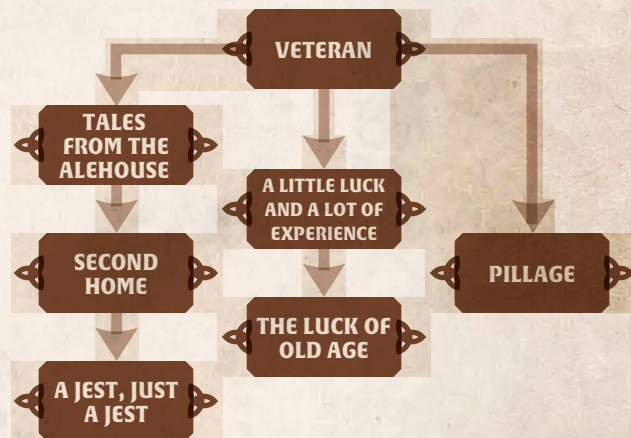 VETERAN
TALES
FROM THE
ALEHOUSE
A LITTLE LUCK
AND A LOT OF
EXPERIENCE
SECOND
HOME
PILLAGE
THE LUCK OF
OLD AGE
A JEST, JUST
A JEST